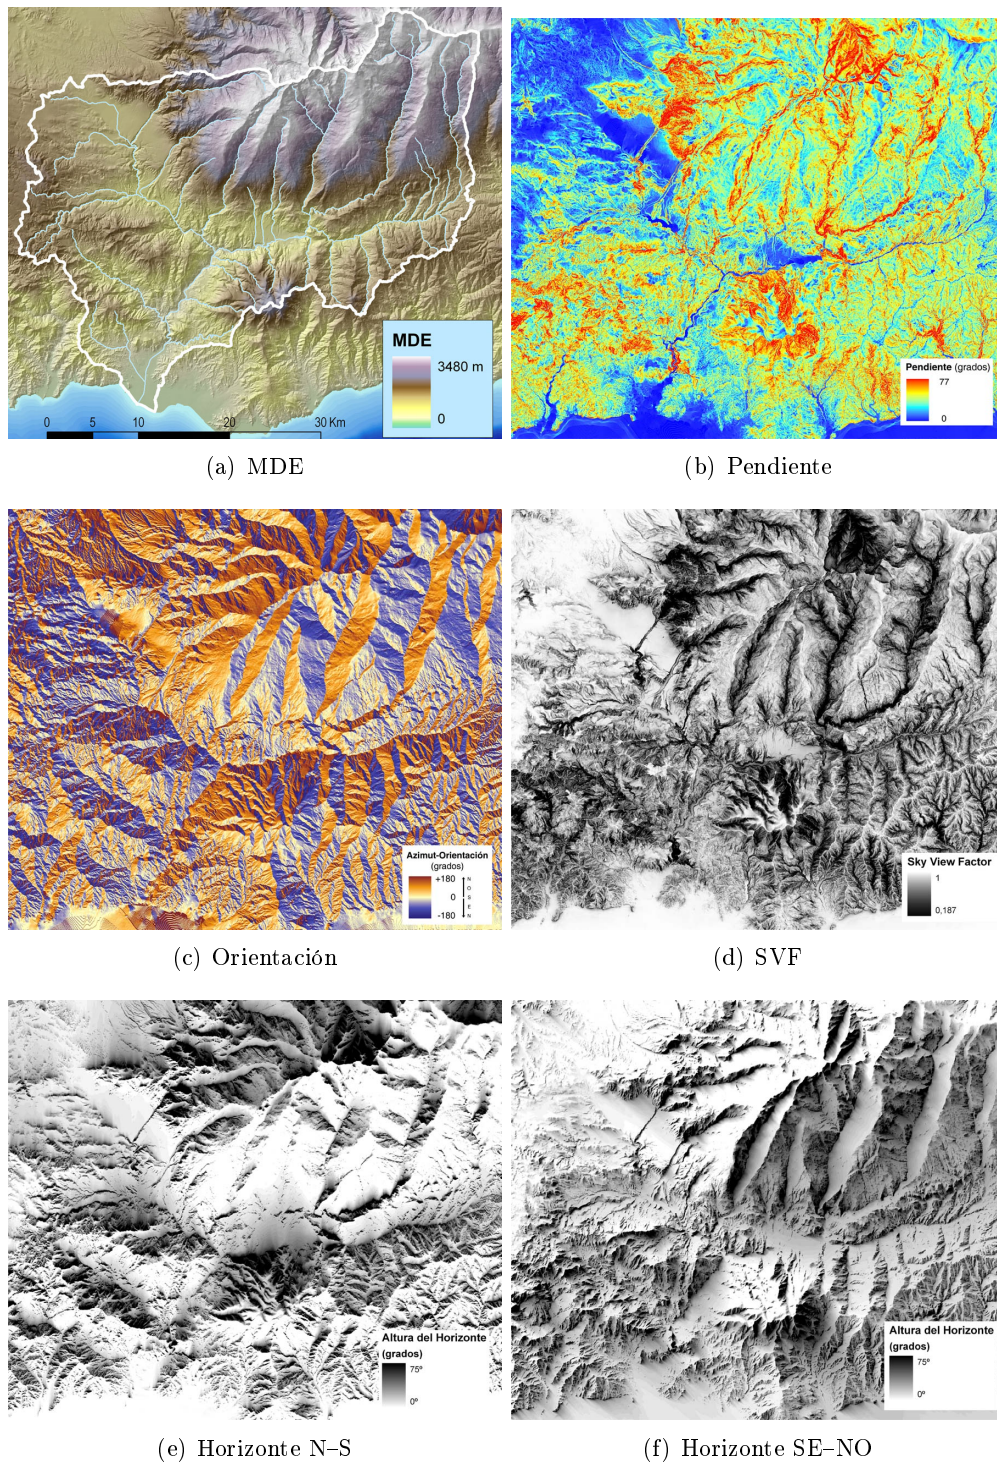 MDE
3480 m
0
0 5 10 20 30 Km
(a) MDE
Pendiente (grados)
77
0
(b) Pendiente
Azimut-Orientación
(grados)
+180
0
-180
N
O
S
E
N
(c) Orientación
Sky View Factor
1
0,187
(d) SVF
Altura del Horizonte
(grados)
75º
0º
(e) Horizonte N–S
Altura del Horizonte
(grados)
75º
0º
(f) Horizonte SE–NO